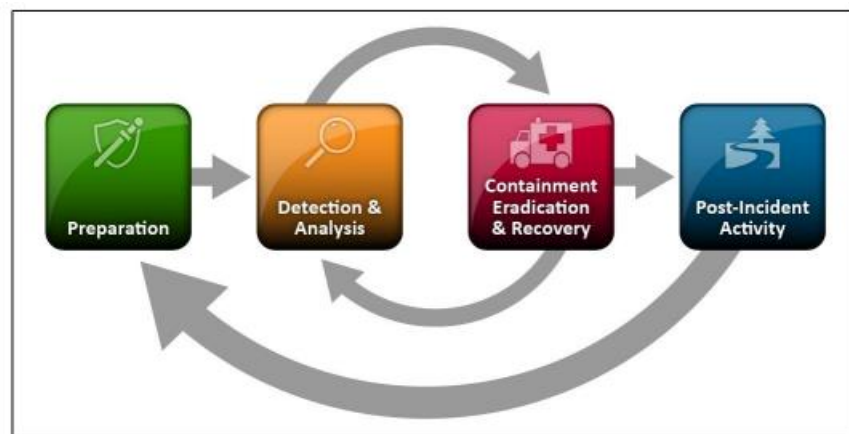 Preparation
Detection &
Analysis
Containment
Eradication
& Recovery
Post-Incident
Activity